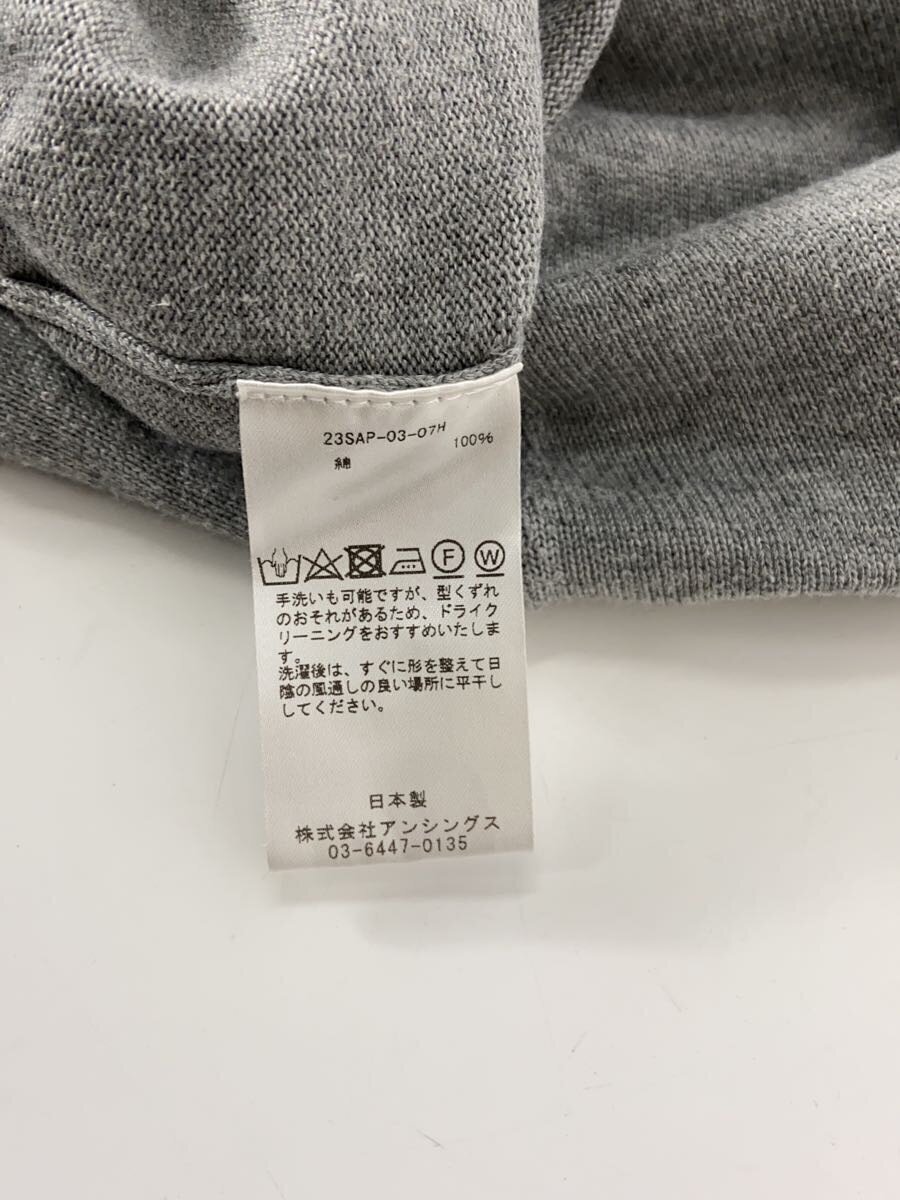 23SAP-03-07H
綿 100%
F W
手洗いも可能ですが、型くずれ
のおそれがあるため、ドライク
リーニングをおすすめいたしま
す。
洗濯後は、すぐに形を整えて日
陰の風通しの良い場所に平干し
してください。
日本製
株式会社アンシングス
03-6447-0135